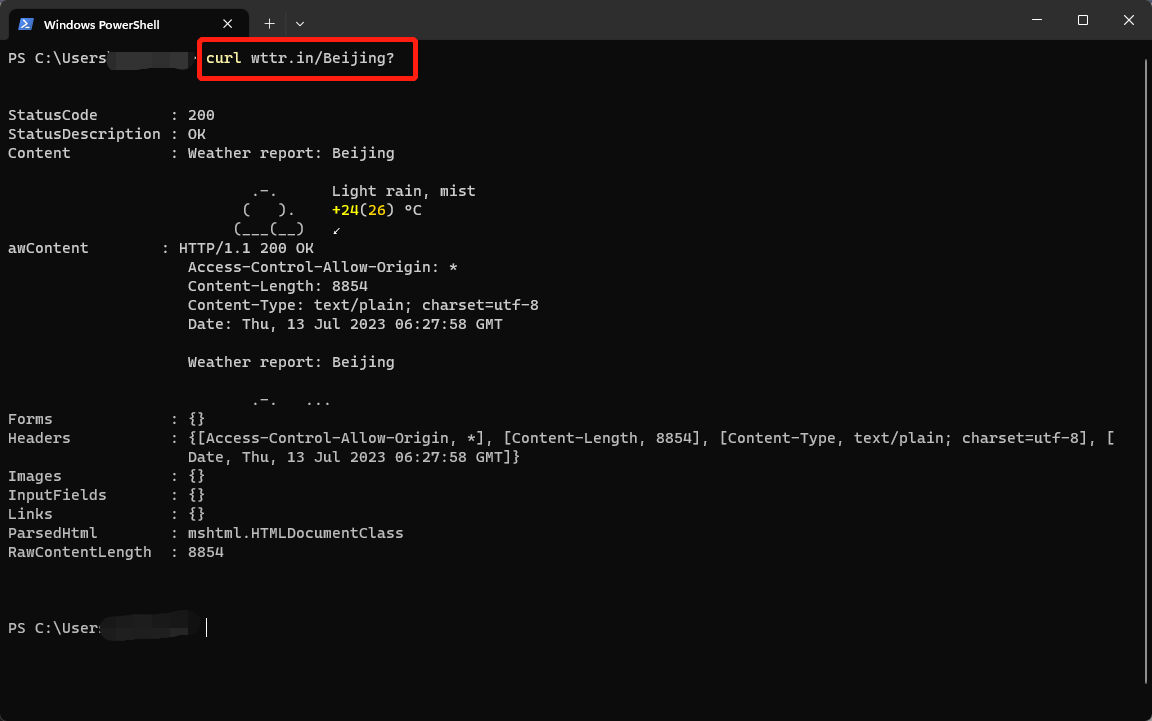 Windows PowerShell
PS C:\Users curl wttr.in/Beijing?
StatusCode        : 200
StatusDescription : OK
Content           : Weather report: Beijing
.-.      Light rain, mist
(   ).    +24(26) °C
(___(__)   ↙
awContent        : HTTP/1.1 200 OK
Access-Control-Allow-Origin: *
Content-Length: 8854
Content-Type: text/plain; charset=utf-8
Date: Thu, 13 Jul 2023 06:27:58 GMT
Weather report: Beijing
.-.   ...
Forms             : {}
Headers           : {[Access-Control-Allow-Origin, *], [Content-Length, 8854], [Content-Type, text/plain; charset=utf-8], [
Date, Thu, 13 Jul 2023 06:27:58 GMT]}
Images            : {}
InputFields       : {}
Links             : {}
ParsedHtml        : mshtml.HTMLDocumentClass
RawContentLength  : 8854
PS C:\Users